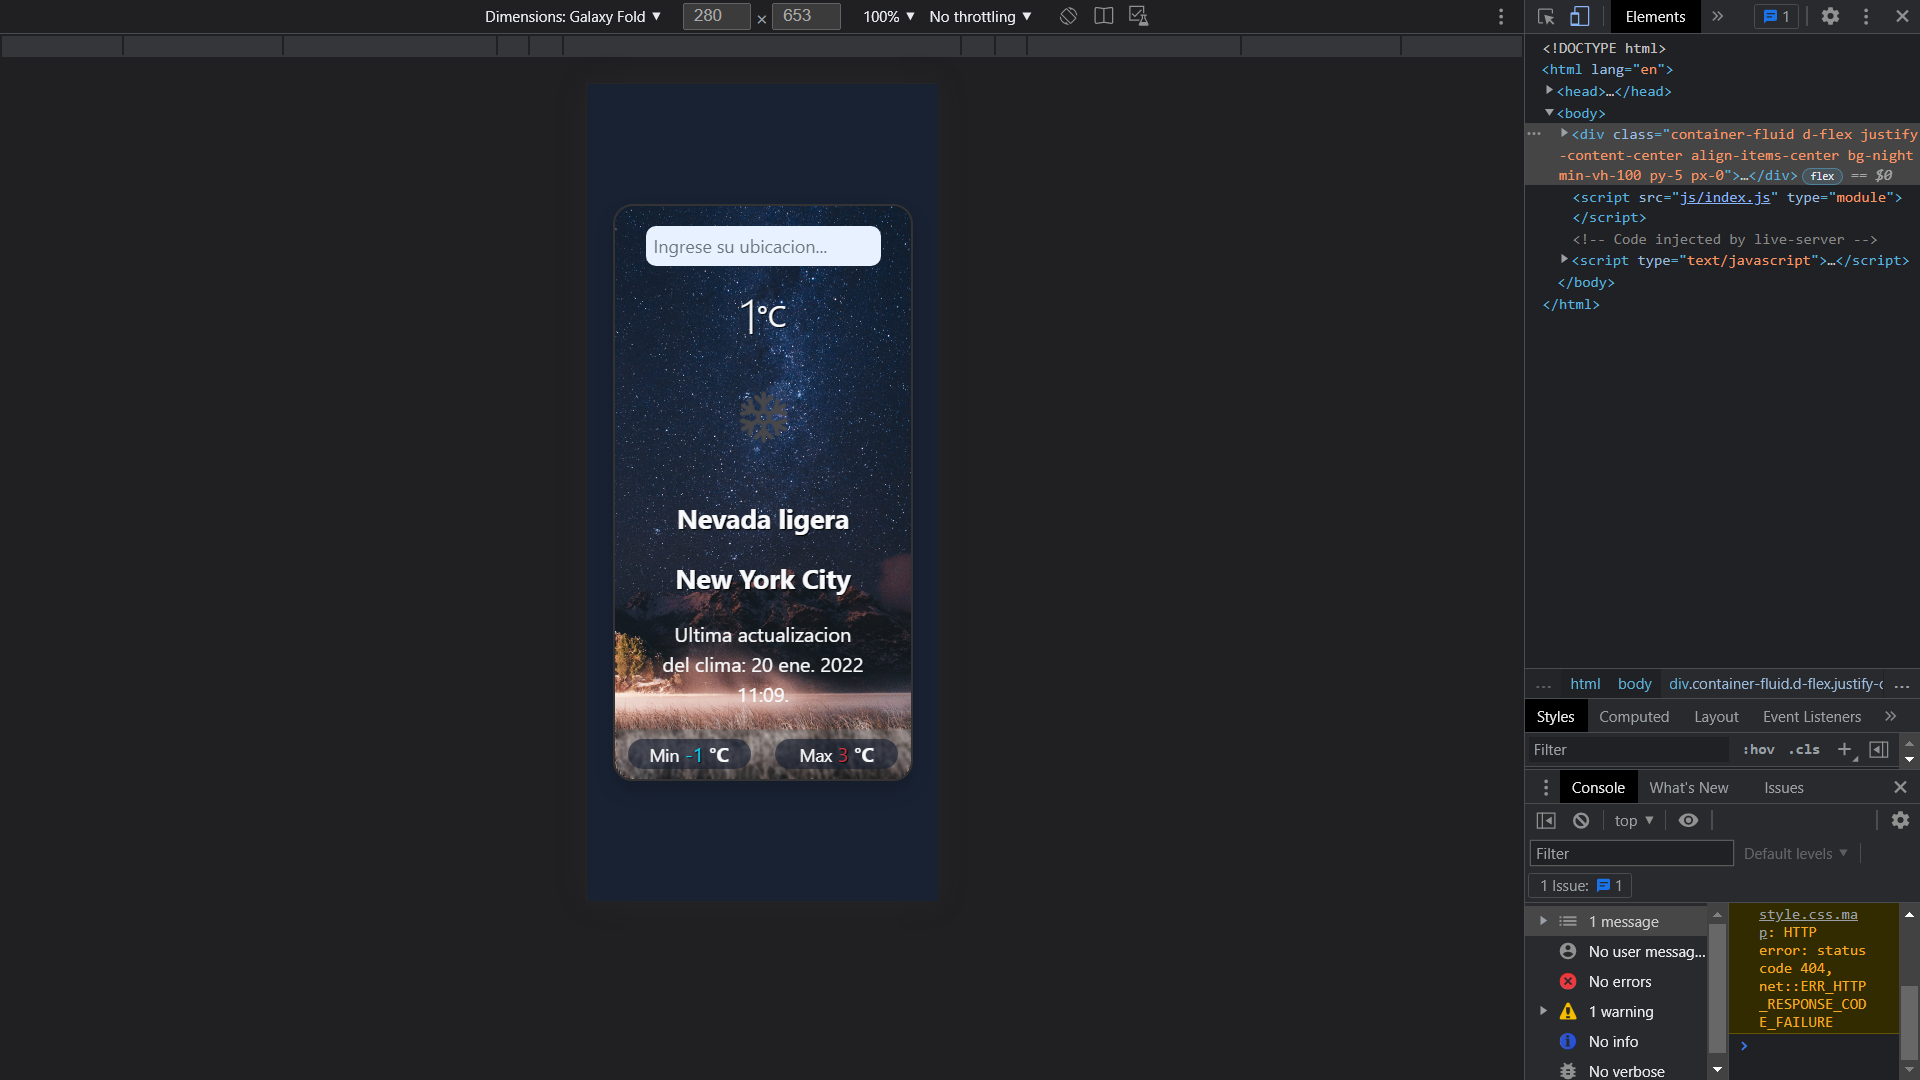 Dimensions: Galaxy Fold ▼ 280 × 653 100% ▼ No throttling ▼
Elements » 1
<!DOCTYPE html>
<html lang="en">
<head>…</head>
<body>
<div class="container-fluid d-flex justify
-content-center align-items-center bg-night
min-vh-100 py-5 px-0">…</div> flex == $0
<script src="js/index.js" type="module">
</script>
<!-- Code injected by live-server -->
<script type="text/javascript">…</script>
</body>
</html>
Ingrese su ubicacion...
1°C
Nevada ligera
New York City
Ultima actualizacion
del clima: 20 ene. 2022
11:09.
Min -1 °C
Max 3 °C
... html body div.container-fluid.d-flex.justify-c ...
Styles Computed Layout Event Listeners »
Filter :hov .cls +
Console What's New Issues
top ▼
Filter Default levels ▼
1 Issue: 1
1 message
No user messag...
No errors
1 warning
No info
No verbose
style.css.ma
p: HTTP
error: status
code 404,
net::ERR_HTTP
_RESPONSE_COD
E_FAILURE